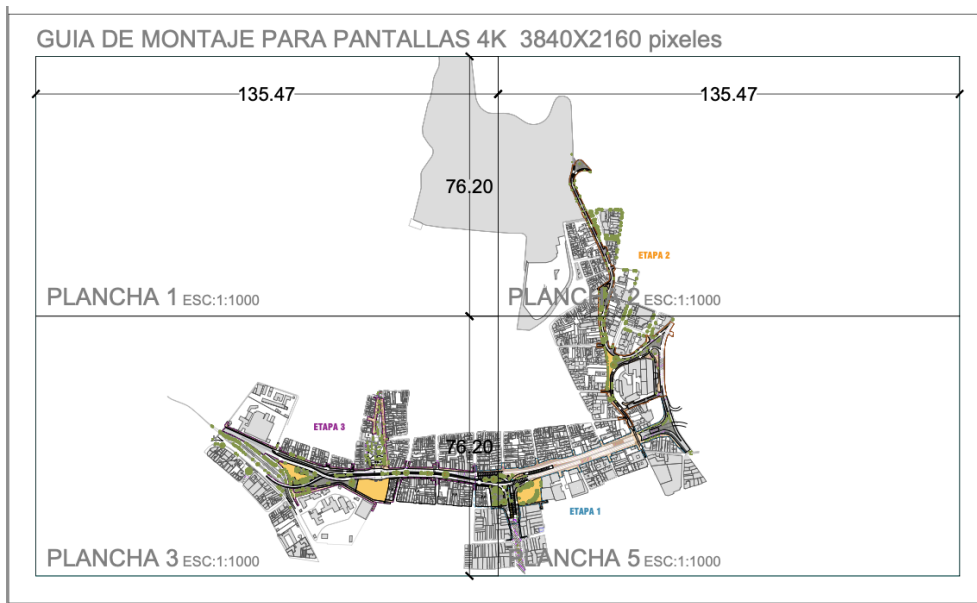 GUIA DE MONTAJE PARA PANTALLAS 4K 3840X2160 pixeles
135.47
135.47
76.20
ETAPA 2
PLANCHA 1 ESC:1:1000
PLANCHA 2 ESC:1:1000
ETAPA 3
76.20
ETAPA 1
PLANCHA 3 ESC:1:1000
PLANCHA 5 ESC:1:1000